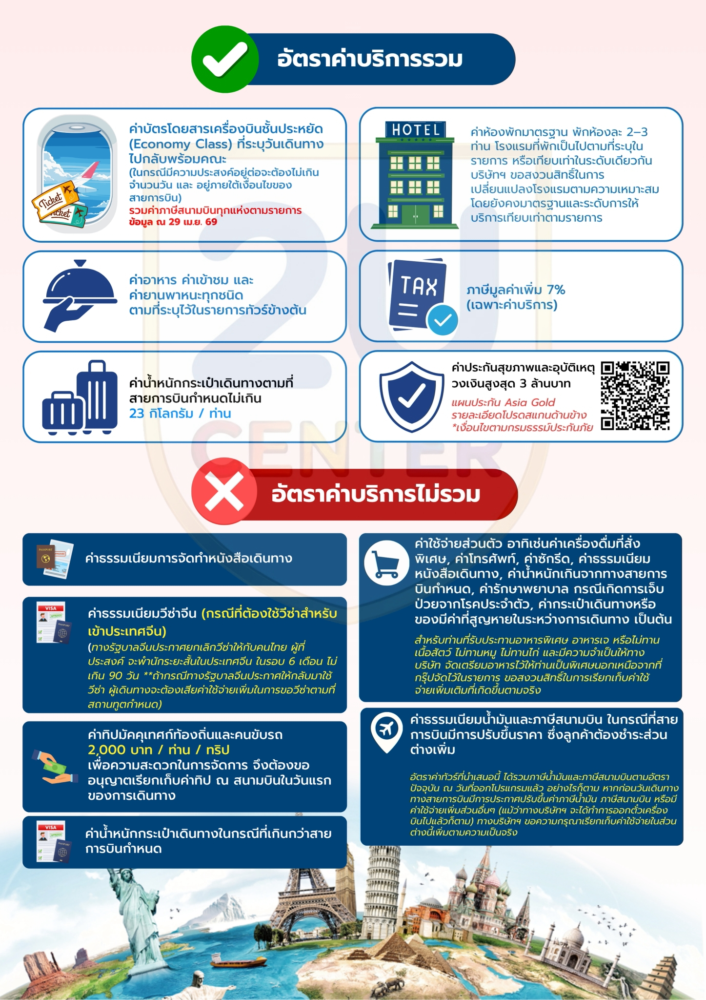 อัตราค่าบริการรวม
ค่าบัตรโดยสารเครื่องบินชั้นประหยัด
(Economy Class) ที่ระบุวันเดินทาง
ไปกลับพร้อมคณะ
(ในกรณีมีความประสงค์อยู่ต่อจะต้องไม่เกิน
จำนวนวัน และ อยู่ภายใต้เงื่อนไขของ
สายการบิน)
รวมค่าภาษีสนามบินทุกแห่งตามรายการ
ข้อมูล ณ 29 เม.ย. 69
Ticket
Ticket
HOTEL
ค่าห้องพักมาตรฐาน พักห้องละ 2–3
ท่าน โรงแรมที่พักเป็นไปตามที่ระบุใน
รายการ หรือเทียบเท่าในระดับเดียวกัน
บริษัทฯ ขอสงวนสิทธิ์ในการ
เปลี่ยนแปลงโรงแรมตามความเหมาะสม
โดยยังคงมาตรฐานและระดับการให้
บริการเทียบเท่าตามรายการ
ค่าอาหาร ค่าเข้าชม และ
ค่ายานพาหนะทุกชนิด
ตามที่ระบุไว้ในรายการทัวร์ข้างต้น
TAX
ภาษีมูลค่าเพิ่ม 7%
(เฉพาะค่าบริการ)
ค่าน้ำหนักกระเป๋าเดินทางตามที่
สายการบินกำหนดไม่เกิน
23 กิโลกรัม / ท่าน
ค่าประกันสุขภาพและอุบัติเหตุ
วงเงินสูงสุด 3 ล้านบาท
แผนประกัน Asia Gold
รายละเอียดโปรดสแกนด้านข้าง
*เงื่อนไขตามกรมธรรม์ประกันภัย
2U
CENTER
อัตราค่าบริการไม่รวม
PASSPORT
ค่าธรรมเนียมการจัดทำหนังสือเดินทาง
VISA
APPROVED
PASSPORT
ค่าธรรมเนียมวีซ่าจีน (กรณีที่ต้องใช้วีซ่าสำหรับ
เข้าประเทศจีน)
(ทางรัฐบาลจีนประกาศยกเลิกวีซ่าให้กับคนไทย ผู้ที่
ประสงค์ จะพำนักระยะสั้นในประเทศจีน ในรอบ 6 เดือน ไม่
เกิน 90 วัน **ถ้ากรณีทางรัฐบาลจีนประกาศให้กลับมาใช้
วีซ่า ผู้เดินทางจะต้องเสียค่าใช้จ่ายเพิ่มในการขอวีซ่าตามที่
สถานทูตกำหนด)
ค่าทิปมัคคุเทศก์ท้องถิ่นและคนขับรถ
2,000 บาท / ท่าน / ทริป
เพื่อความสะดวกในการจัดการ จึงต้องขอ
อนุญาตเรียกเก็บค่าทิป ณ สนามบินในวันแรก
ของการเดินทาง
VISA
APPROVED
PASSPORT
ค่าน้ำหนักกระเป๋าเดินทางในกรณีที่เกินกว่าสาย
การบินกำหนด
ค่าใช้จ่ายส่วนตัว อาทิเช่นค่าเครื่องดื่มที่สั่ง
พิเศษ, ค่าโทรศัพท์, ค่าซักรีด, ค่าธรรมเนียม
หนังสือเดินทาง, ค่าน้ำหนักเกินจากทางสายการ
บินกำหนด, ค่ารักษาพยาบาล กรณีเกิดการเจ็บ
ป่วยจากโรคประจำตัว, ค่ากระเป๋าเดินทางหรือ
ของมีค่าที่สูญหายในระหว่างการเดินทาง เป็นต้น
สำหรับท่านที่รับประทานอาหารพิเศษ อาหารเจ หรือไม่ทาน
เนื้อสัตว์ ไม่ทานหมู ไม่ทานไก่ และมีความจำเป็นให้ทาง
บริษัท จัดเตรียมอาหารไว้ให้ท่านเป็นพิเศษนอกเหนือจากที่
กรุ๊ปจัดไว้ในรายการ ขอสงวนสิทธิ์ในการเรียกเก็บค่าใช้
จ่ายเพิ่มเติมที่เกิดขึ้นตามจริง
ค่าธรรมเนียมน้ำมันและภาษีสนามบิน ในกรณีที่สาย
การบินมีการปรับขึ้นราคา ซึ่งลูกค้าต้องชำระส่วน
ต่างเพิ่ม
อัตราค่าทัวร์ที่นำเสนอนี้ ได้รวมภาษีน้ำมันและภาษีสนามบินตามอัตรา
ปัจจุบัน ณ วันที่ออกโปรแกรมแล้ว อย่างไรก็ตาม หากก่อนวันเดินทาง
ทางสายการบินมีการประกาศปรับขึ้นค่าภาษีน้ำมัน ภาษีสนามบิน หรือมี
ค่าใช้จ่ายเพิ่มส่วนอื่นๆ (แม้ว่าทางบริษัทฯ จะได้ทำการออกตั๋วเครื่อง
บินไปแล้วก็ตาม) ทางบริษัทฯ ขอความกรุณาเรียกเก็บค่าใช้จ่ายในส่วน
ต่างนี้เพิ่มตามความเป็นจริง